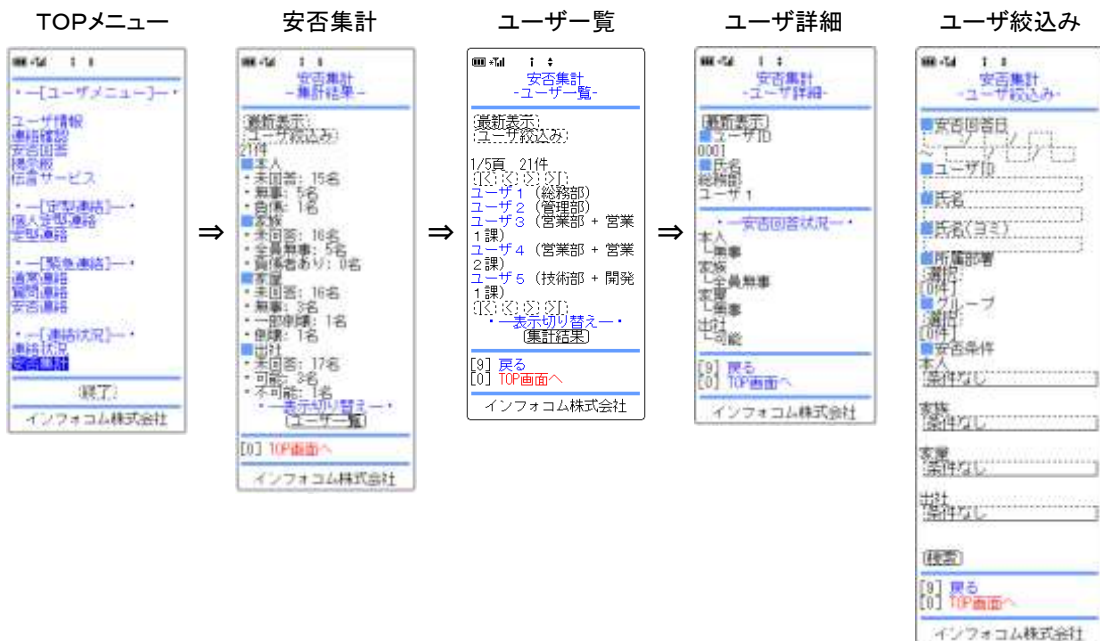 TOPメニュー
・―[ユーザメニュー]―・
ユーザ情報
連絡確認
安否回答
掲示板
伝言サービス
・―[定型連絡]―・
個人定型連絡
定型連絡
・―[緊急連絡]―・
通常連絡
質問連絡
安否連絡
・―[連絡状況]―・
連絡状況
安否集計
(終了)
インフォコム株式会社
⇒
安否集計
安否集計
-集計結果-
(最新表示)
(ユーザ絞込み)
21件
■本人
・未回答: 15名
・無事: 5名
・負傷: 1名
■家族
・未回答: 16名
・全員無事: 5名
・負傷者あり: 0名
■家屋
・未回答: 16名
・無事: 3名
・一部倒壊: 1名
・倒壊: 1名
■出社
・未回答: 17名
・可能: 3名
・不可能: 1名
・―表示切り替え―・
(ユーザ一覧)
[0] TOP画面へ
インフォコム株式会社
⇒
ユーザ一覧
安否集計
-ユーザ一覧-
(最新表示)
(ユーザ絞込み)
1/5頁 21件
(|<)(<)(>)(>|)
ユーザ1 (総務部)
ユーザ2 (管理部)
ユーザ3 (営業部 + 営業
1課)
ユーザ4 (営業部 + 営業
2課)
ユーザ5 (技術部 + 開発
1課)
(|<)(<)(>)(>|)
・―表示切り替え―・
(集計結果)
[9] 戻る
[0] TOP画面へ
インフォコム株式会社
⇒
ユーザ詳細
安否集計
-ユーザ詳細-
(最新表示)
■ユーザID
0001
■氏名
総務部
ユーザ1
・―安否回答状況―・
本人
└無事
家族
└全員無事
家屋
└無事
出社
└可能
[9] 戻る
[0] TOP画面へ
インフォコム株式会社
ユーザ絞込み
安否集計
-ユーザ絞込み-
■安否回答日
/ /
～ / /
■ユーザID
■氏名
■氏名(ヨミ)
■所属部署
(選択)
[0件]
■グループ
(選択)
[0件]
■安否条件
本人
条件なし
家族
条件なし
家屋
条件なし
出社
条件なし
(検索)
[9] 戻る
[0] TOP画面へ
インフォコム株式会社